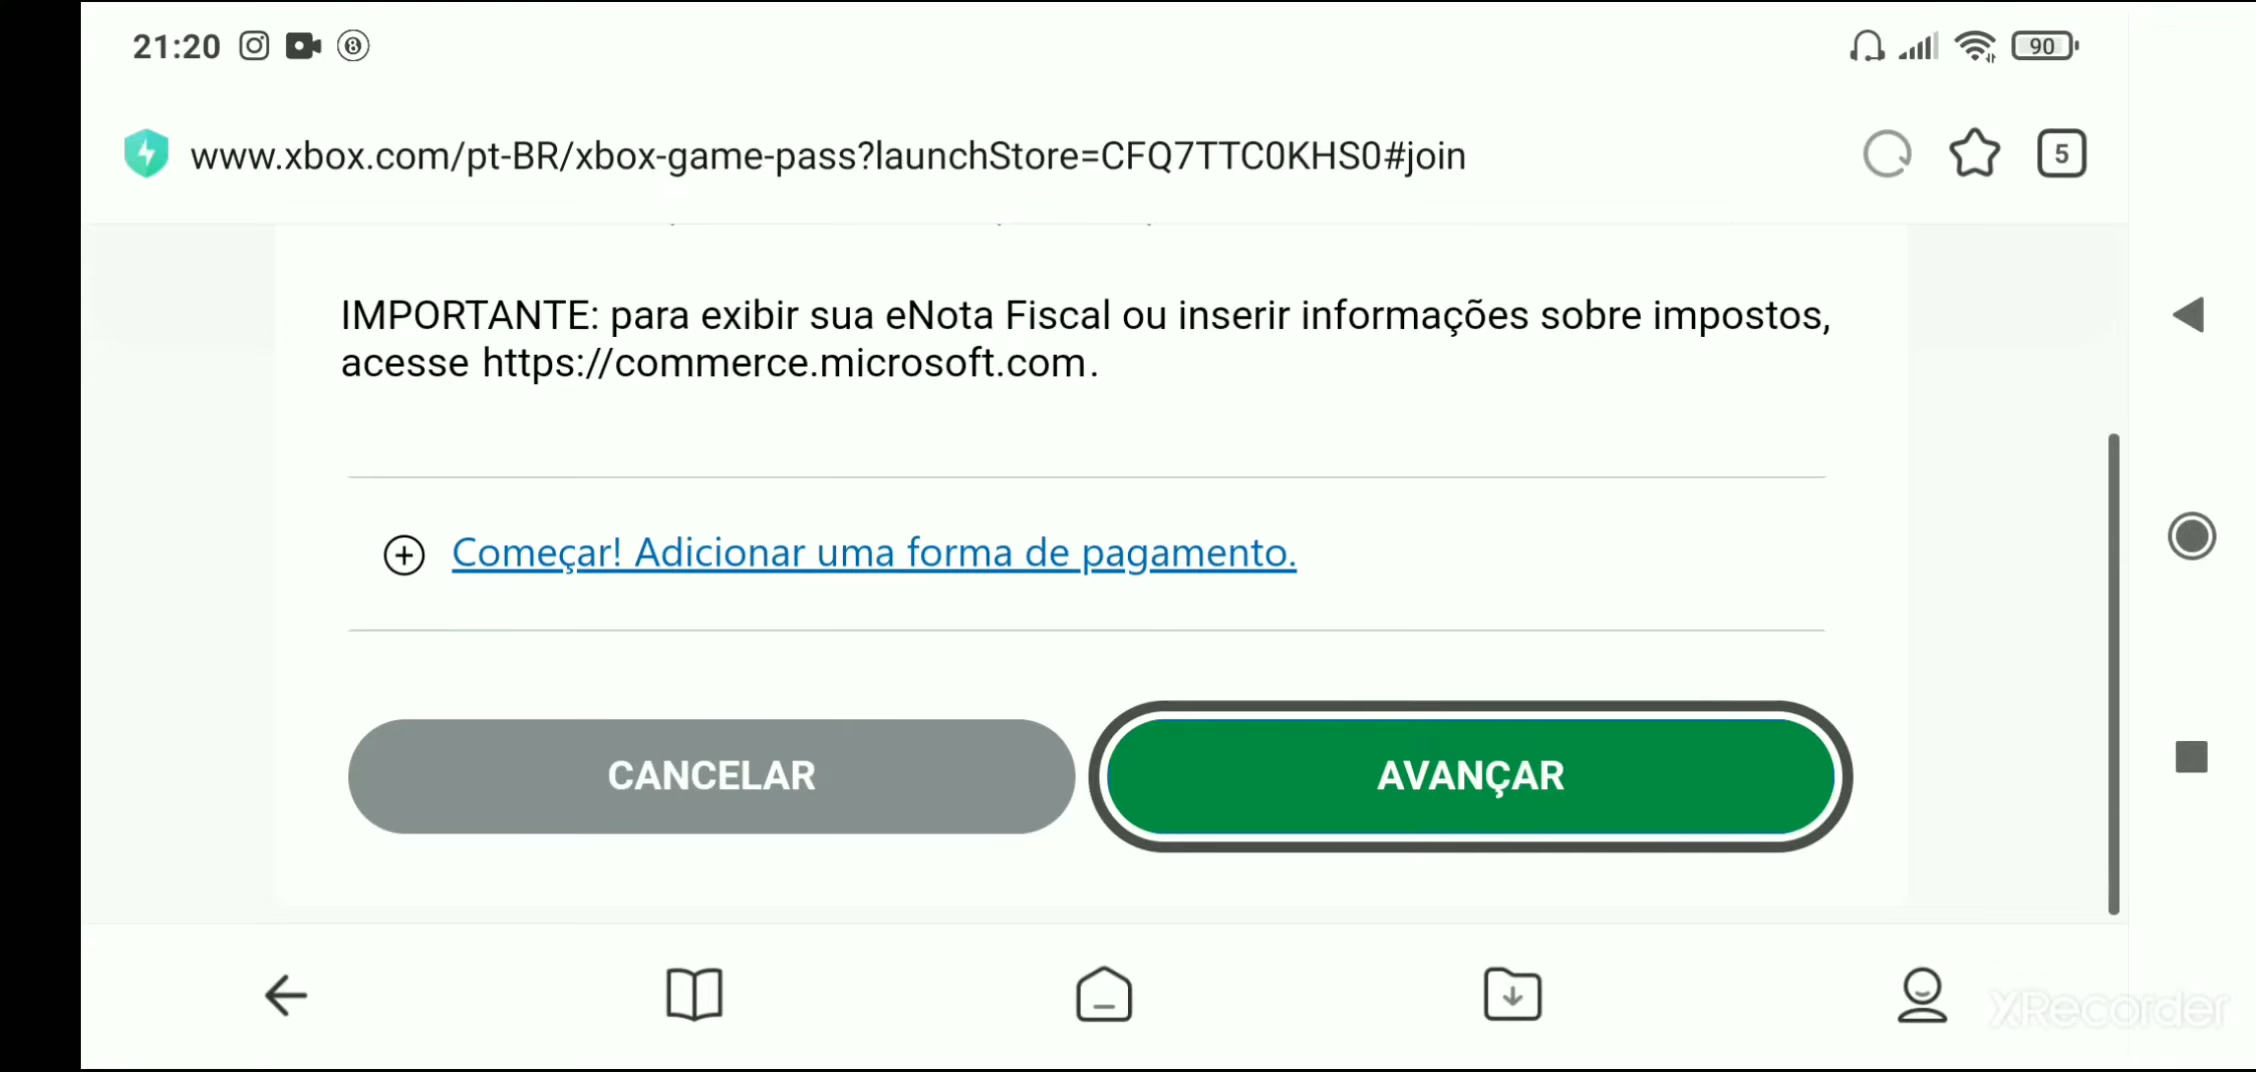 21:20
90
www.xbox.com/pt-BR/xbox-game-pass?launchStore=CFQ7TTC0KHS0#join
5
IMPORTANTE: para exibir sua eNota Fiscal ou inserir informações sobre impostos,
acesse https://commerce.microsoft.com.
Começar! Adicionar uma forma de pagamento.
CANCELAR
AVANÇAR
XRecorder